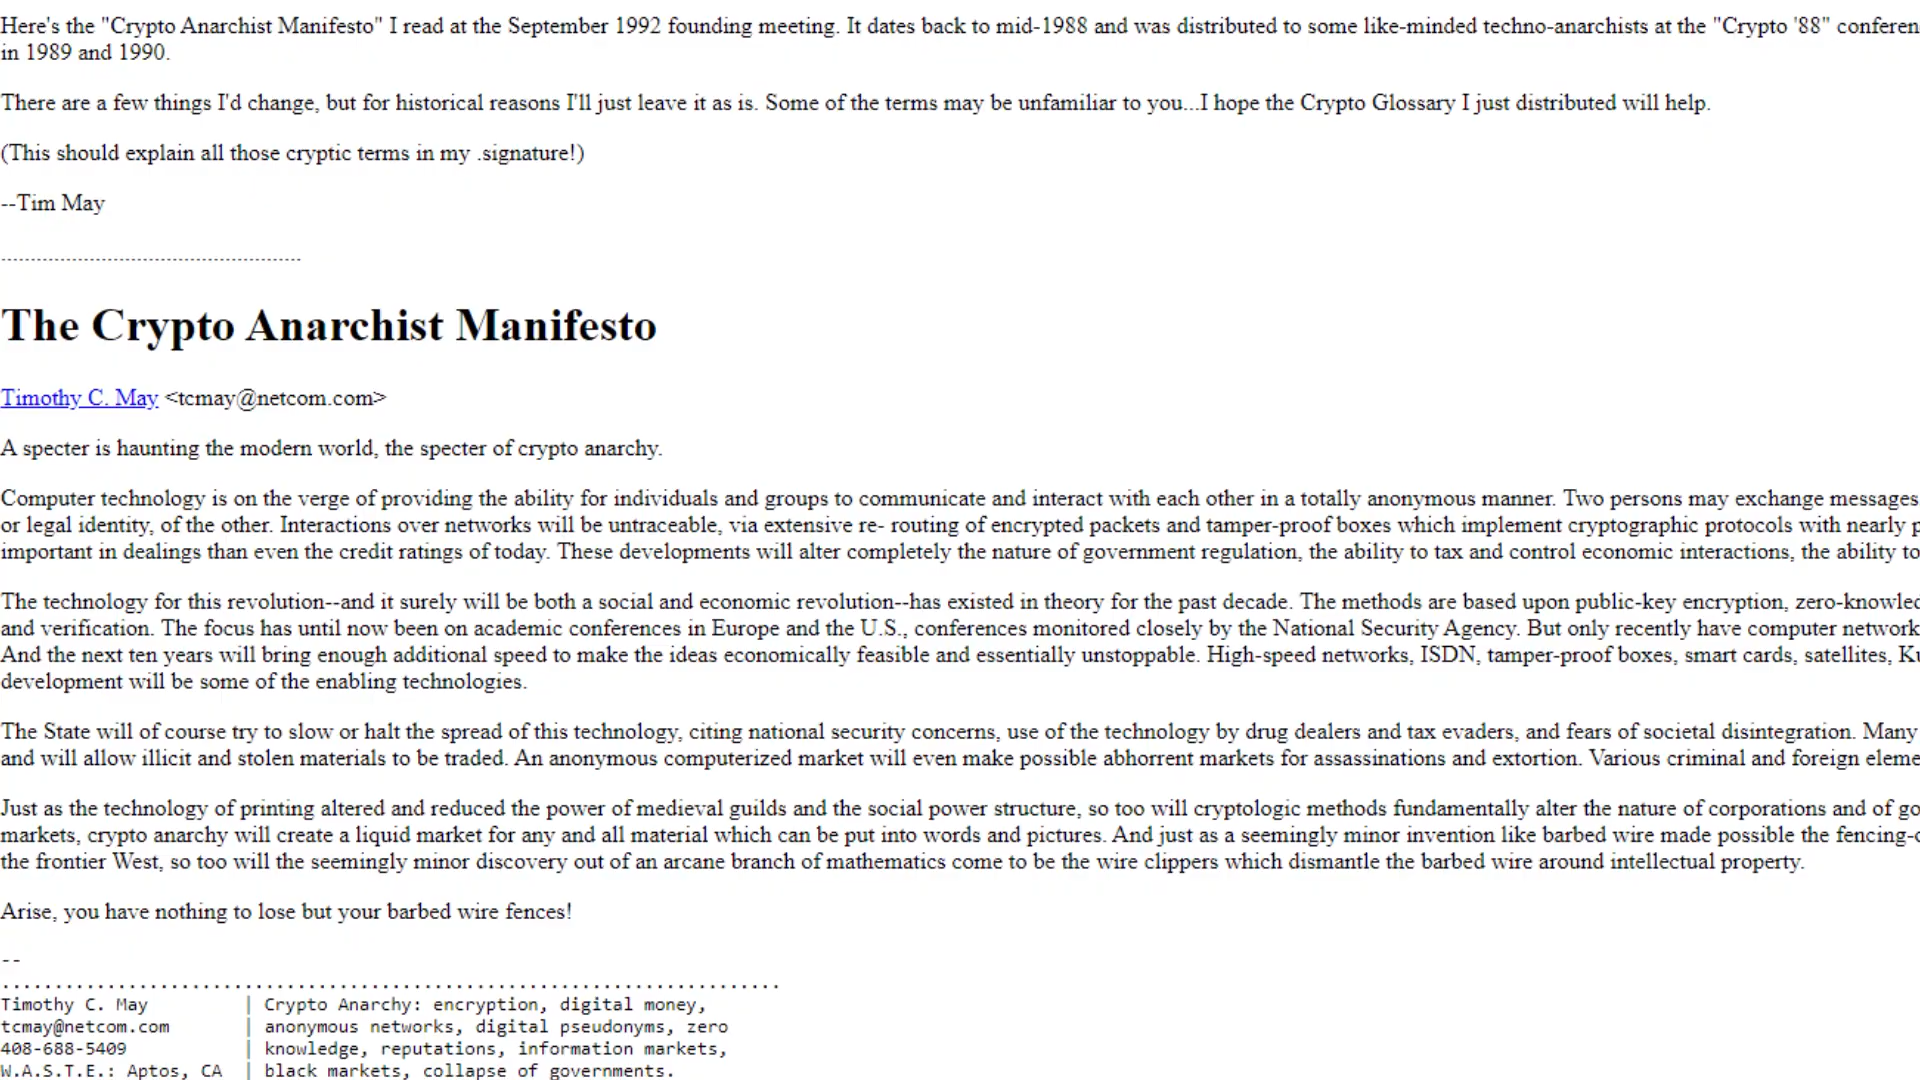 Here's the "Crypto Anarchist Manifesto" I read at the September 1992 founding meeting. It dates back to mid-1988 and was distributed to some like-minded techno-anarchists at the "Crypto '88"
in 1989 and 1990.
There are a few things I'd change, but for historical reasons I'll just leave it as is. Some of the terms may be unfamiliar to you...I hope the Crypto Glossary I just distributed will help.
(This should explain all those cryptic terms in my .signature!)
--Tim May
--------------------------------------------------
The Crypto Anarchist Manifesto
Timothy C. May <tcmay@netcom.com>
A specter is haunting the modern world, the specter of crypto anarchy.
Computer technology is on the verge of providing the ability for individuals and groups to communicate and interact with each other in a totally anonymous manner. Two persons may exchange messages
or legal identity, of the other. Interactions over networks will be untraceable, via extensive re- routing of encrypted packets and tamper-proof boxes which implement cryptographic protocols with nearly
important in dealings than even the credit ratings of today. These developments will alter completely the nature of government regulation, the ability to tax and control economic interactions, the ability to
The technology for this revolution--and it surely will be both a social and economic revolution--has existed in theory for the past decade. The methods are based upon public-key encryption,
and verification. The focus has until now been on academic conferences in Europe and the U.S., conferences monitored closely by the National Security Agency. But only recently have computer network
And the next ten years will bring enough additional speed to make the ideas economically feasible and essentially unstoppable. High-speed networks, ISDN, tamper-proof boxes, smart cards, satellites,
development will be some of the enabling technologies.
The State will of course try to slow or halt the spread of this technology, citing national security concerns, use of the technology by drug dealers and tax evaders, and fears of societal disintegration. Many
and will allow illicit and stolen materials to be traded. An anonymous computerized market will even make possible abhorrent markets for assassinations and extortion. Various criminal and foreign
Just as the technology of printing altered and reduced the power of medieval guilds and the social power structure, so too will cryptologic methods fundamentally alter the nature of corporations and of
markets, crypto anarchy will create a liquid market for any and all material which can be put into words and pictures. And just as a seemingly minor invention like barbed wire made possible the
the frontier West, so too will the seemingly minor discovery out of an arcane branch of mathematics come to be the wire clippers which dismantle the barbed wire around intellectual property.
Arise, you have nothing to lose but your barbed wire fences!
--
..........................................................................
Timothy C. May | Crypto Anarchy: encryption, digital money,
tcmay@netcom.com | anonymous networks, digital pseudonyms, zero
408-688-5409 | knowledge, reputations, information markets,
W.A.S.T.E.: Aptos, CA | black markets, collapse of governments.